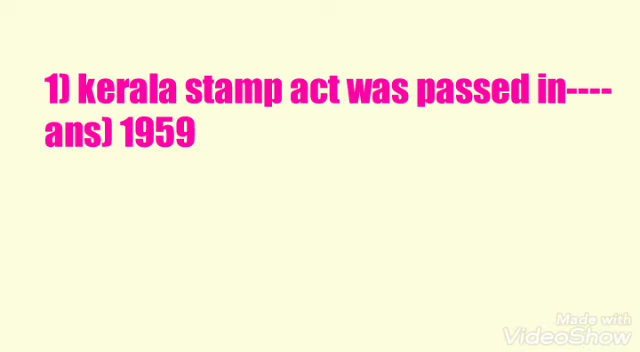 1) kerala stamp act was passed in----
ans) 1959
Made with
VideoShow